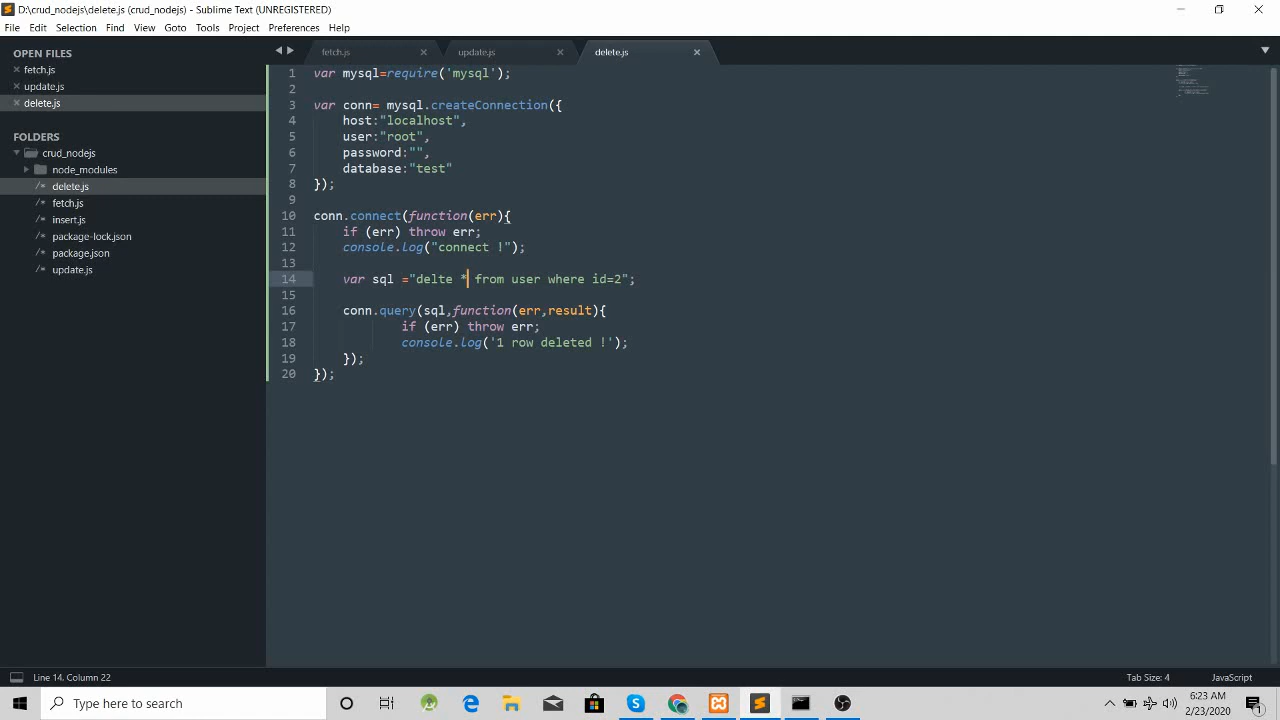 D:\crud_nodejs\delete.js (crud_nodejs) - Sublime Text (UNREGISTERED)
File Edit Selection Find View Goto Tools Project Preferences Help
OPEN FILES
fetch.js
update.js
delete.js
FOLDERS
crud_nodejs
node_modules
/* delete.js
/* fetch.js
/* insert.js
/* package-lock.json
/* package.json
/* update.js
fetch.js update.js delete.js
1 var mysql=require('mysql');
2
3 var conn= mysql.createConnection({
4 host:"localhost",
5 user:"root",
6 password:"",
7 database:"test"
8 });
9
10 conn.connect(function(err){
11 if (err) throw err;
12 console.log("connect !");
13
14 var sql ="delte * from user where id=2";
15
16 conn.query(sql,function(err,result){
17 if (err) throw err;
18 console.log('1 row deleted !');
19 });
20 });
Line 14, Column 22
Tab Size: 4 JavaScript
Type here to search
6:23 AM
2/23/2020
1